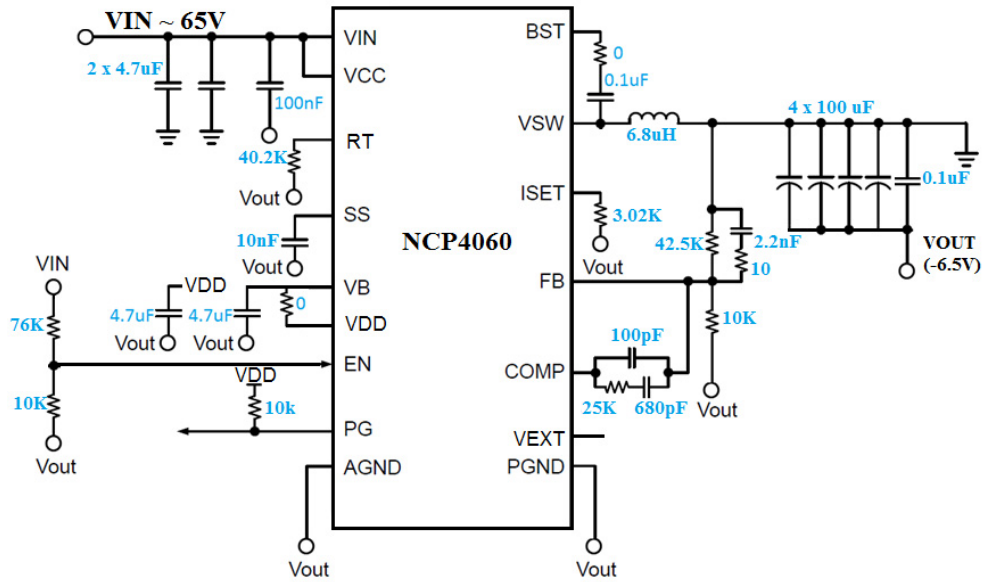 VIN ~ 65V
2 x 4.7uF
100nF
40.2K
Vout
10nF
Vout
VIN
76K
10K
Vout
VDD
4.7uF
Vout
4.7uF
Vout
0
VDD
10k
Vout
VIN
VCC
RT
SS
VB
VDD
EN
PG
AGND
NCP4060
BST
VSW
ISET
FB
COMP
VEXT
PGND
0
0.1uF
6.8uH
4 x 100 uF
0.1uF
3.02K
Vout
42.5K
2.2nF
10
VOUT
(-6.5V)
10K
Vout
100pF
25K
680pF
Vout